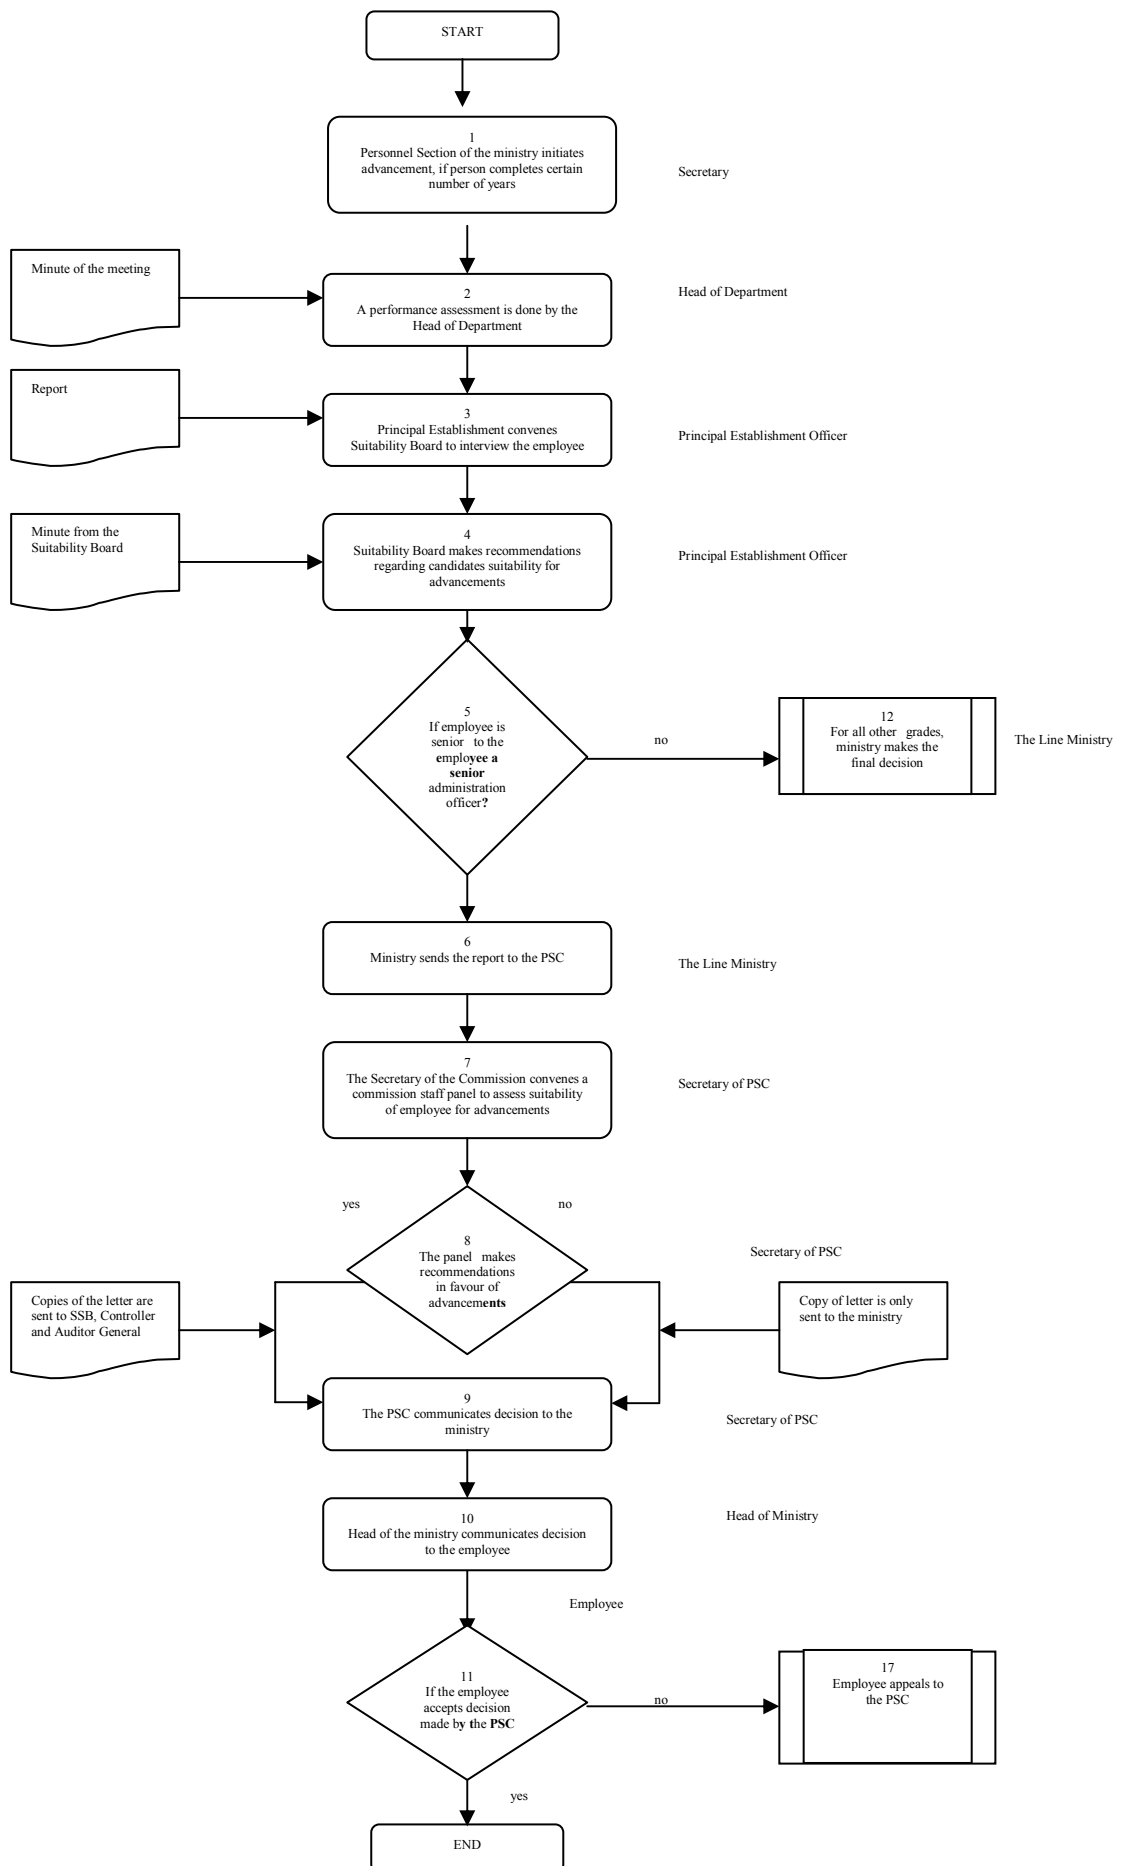 START
1
Personnel Section of the ministry initiates
advancement, if person completes certain
number of years
Secretary
Minute of the meeting
2
A performance assessment is done by the
Head of Department
Head of Department
Report
3
Principal Establishment convenes
Suitability Board to interview the employee
Principal Establishment Officer
Minute from the
Suitability Board
4
Suitability Board makes recommendations
regarding candidates suitability for
advancements
Principal Establishment Officer
5
If employee is
senior to the
employee a
senior
administration
officer?
no
12
For all other grades,
ministry makes the
final decision
The Line Ministry
6
Ministry sends the report to the PSC
The Line Ministry
7
The Secretary of the Commission convenes a
commission staff panel to assess suitability
of employee for advancements
Secretary of PSC
yes
no
8
The panel makes
recommendations
in favour of
advancements
Secretary of PSC
Copies of the letter are
sent to SSB, Controller
and Auditor General
Copy of letter is only
sent to the ministry
9
The PSC communicates decision to the
ministry
Secretary of PSC
10
Head of the ministry communicates decision
to the employee
Head of Ministry
Employee
11
If the employee
accepts decision
made by the PSC
no
17
Employee appeals to
the PSC
yes
END